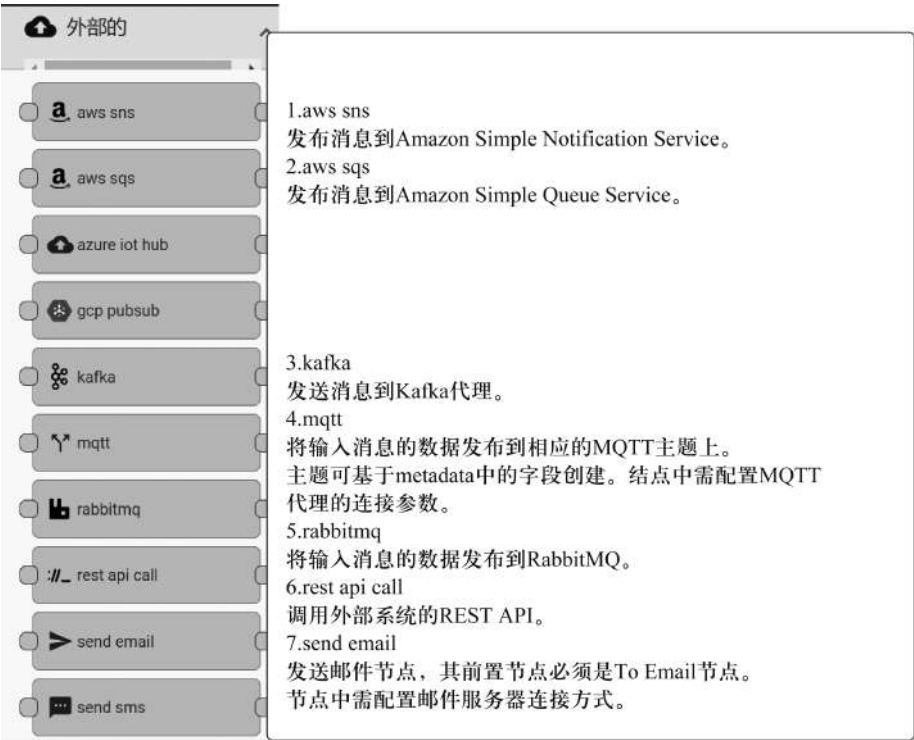 外部的
aws sns
aws sqs
azure iot hub
gcp pubsub
kafka
mqtt
rabbitmq
rest api call
send email
send sms
1.aws sns
发布消息到Amazon Simple Notification Service。
2.aws sqs
发布消息到Amazon Simple Queue Service。
3.kafka
发送消息到Kafka代理。
4.mqtt
将输入消息的数据发布到相应的MQTT主题上。
主题可基于metadata中的字段创建。结点中需配置MQTT
代理的连接参数。
5.rabbitmq
将输入消息的数据发布到RabbitMQ。
6.rest api call
调用外部系统的REST API。
7.send email
发送邮件节点，其前置节点必须是To Email节点。
节点中需配置邮件服务器连接方式。